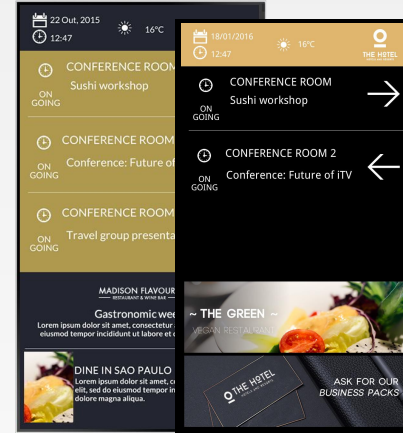 22 Out, 2015
16°C
12:47
CONFERENCE ROOM
Sushi workshop
ON
GOING
CONFERENCE ROOM
Conference: Future of
ON
GOING
CONFERENCE ROOM
Travel group presenta
ON
GOING
MADISON FLAVOUR
RESTAURANT & WINE BAR
Gastronomic wee
Lorem ipsum dolor sit amet, consectetur
eiusmod tempor incididunt ut labore et
DINE IN SAO PAULO
Lorem ipsum dolor sit amet, c
elit, sed do eiusmod tempor in
dolore magna aliqua.
18/01/2016
16ºC
12:47
THE HOTEL
CONFERENCE ROOM
Sushi workshop
ON
GOING
CONFERENCE ROOM 2
Conference: Future of iTV
ON
GOING
~ THE GREEN ~
VEGAN RESTAURANT
THE HOTEL
ASK FOR OUR
BUSINESS PACKS